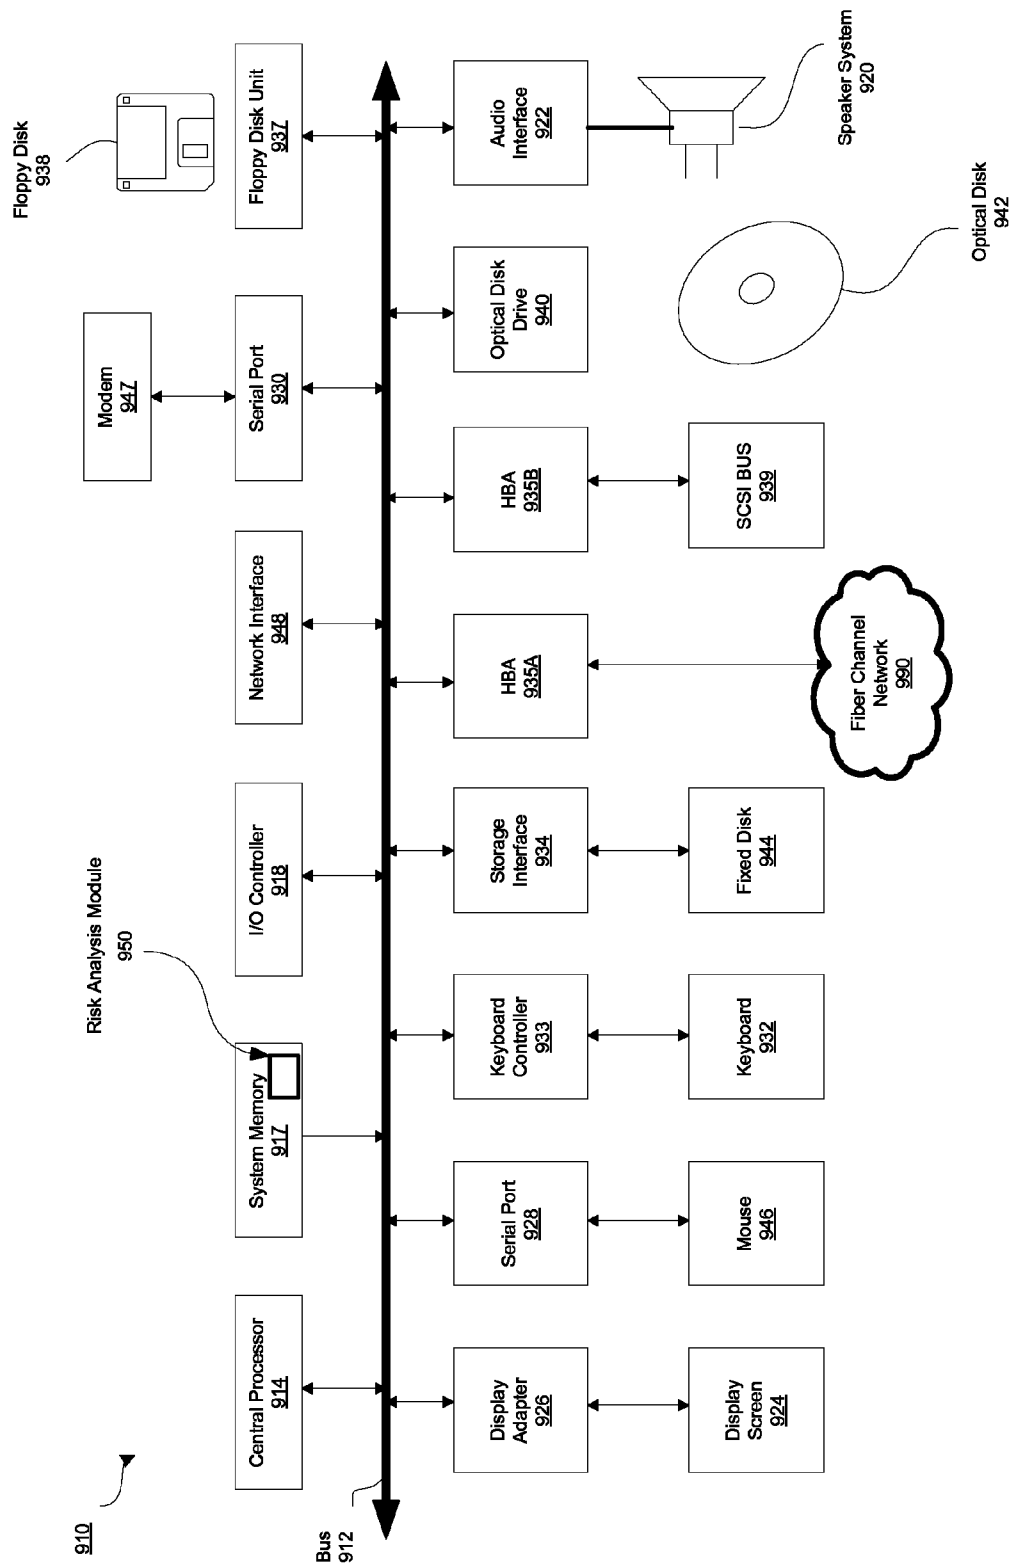 910
Central Processor
914
System Memory
917
Risk Analysis Module
950
I/O Controller
918
Network Interface
948
Modem
947
Serial Port
930
Floppy Disk
938
Floppy Disk Unit
937
Bus
912
Display
Adapter
926
Serial Port
928
Keyboard
Controller
933
Storage
Interface
934
HBA
935A
HBA
935B
Optical Disk
Drive
940
Audio
Interface
922
Display
Screen
924
Mouse
946
Keyboard
932
Fixed Disk
944
Fiber Channel
Network
990
SCSI BUS
939
Optical Disk
942
Speaker System
920